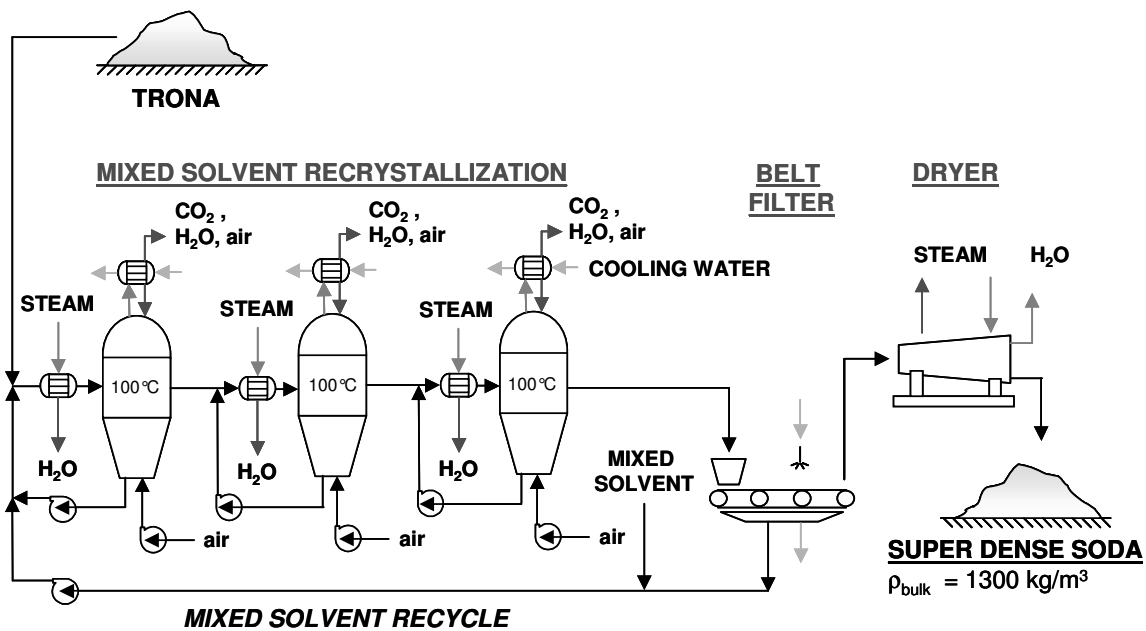 TRONA
MIXED SOLVENT RECRYSTALLIZATION
BELT
FILTER
DRYER
CO₂ ,
H₂O, air
CO₂ ,
H₂O, air
CO₂ ,
H₂O, air
COOLING WATER
STEAM
STEAM
STEAM
STEAM
H₂O
100°C
100°C
100°C
H₂O
H₂O
H₂O
MIXED
SOLVENT
air
air
air
SUPER DENSE SODA
ρbulk = 1300 kg/m³
MIXED SOLVENT RECYCLE